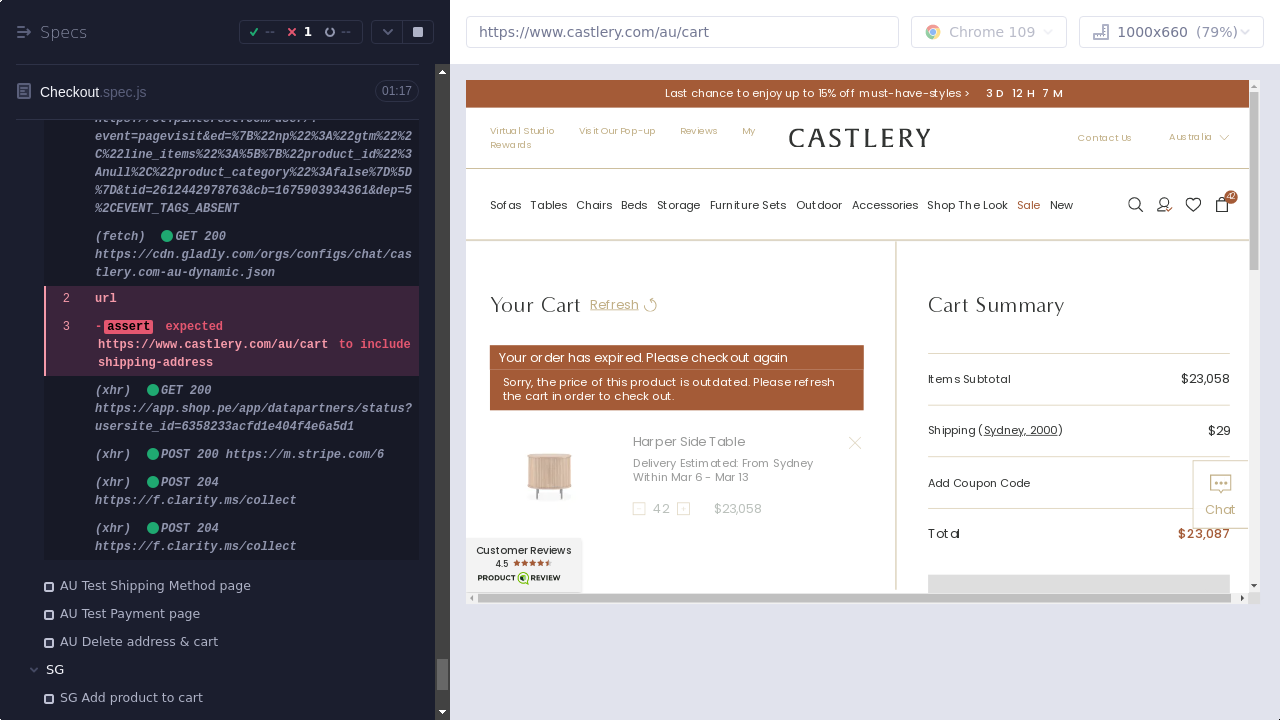 Specs
--
1
--
Checkout.spec.js
01:17
event=pagevisit&ed=%7B%22np%22%3A%22gtm%22%2
C%22line_items%22%3A%5B%7B%22product_id%22%3
Anull%2C%22product_category%22%3Afalse%7D%5D
%7D&tid=2612442978763&cb=1675903934361&dep=5
%2CEVENT_TAGS_ABSENT
(fetch) GET 200
https://cdn.gladly.com/orgs/configs/chat/cas
tlery.com-au-dynamic.json
2 url
3 -assert expected
https://www.castlery.com/au/cart to include
shipping-address
(xhr) GET 200
https://app.shop.pe/app/datapartners/status?
usersite_id=6358233acfd1e404f4e6a5d1
(xhr) POST 200 https://m.stripe.com/6
(xhr) POST 204
https://f.clarity.ms/collect
(xhr) POST 204
https://f.clarity.ms/collect
AU Test Shipping Method page
AU Test Payment page
AU Delete address & cart
SG
SG Add product to cart
https://www.castlery.com/au/cart
Chrome 109
1000x660 (79%)
Last chance to enjoy up to 15% off must-have-styles > 3 D 12 H 7 M
Virtual Studio Visit Our Pop-up Reviews My
Rewards
CASTLERY
Contact Us
Australia
Sofas Tables Chairs Beds Storage Furniture Sets Outdoor Accessories Shop The Look Sale New
42
Your Cart Refresh
Your order has expired. Please check out again
Sorry, the price of this product is outdated. Please refresh
the cart in order to check out.
Harper Side Table
Delivery Estimated: From Sydney
Within Mar 6 - Mar 13
- 42 + $23,058
Customer Reviews
4.5
PRODUCT REVIEW
Cart Summary
Items Subtotal $23,058
Shipping (Sydney, 2000) $29
Add Coupon Code
Chat
Total $23,087